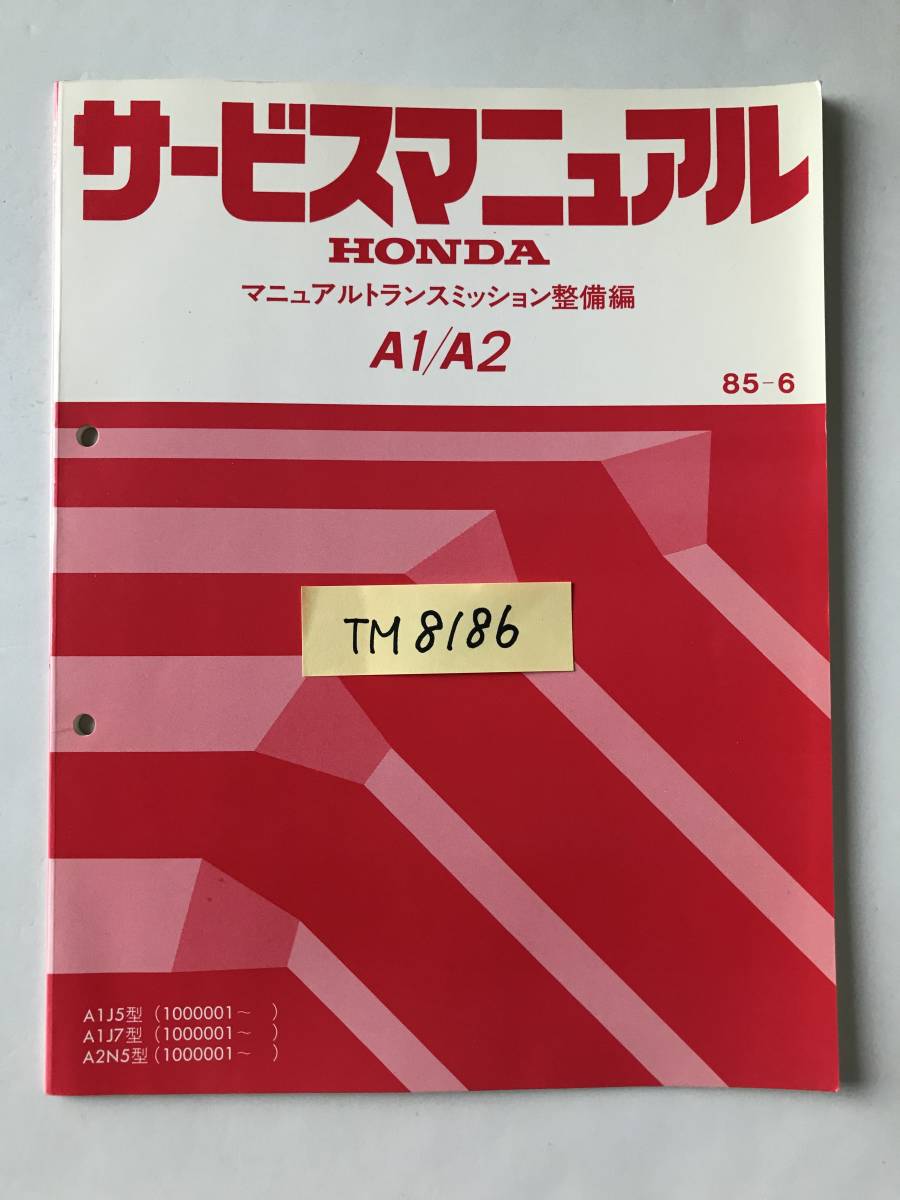 サービスマニュアル
HONDA
マニュアルトランスミッション整備編
A1/A2
85-6
TM 8186
A1J5型(1000001～　)
A1J7型(1000001～　)
A2N5型(1000001～　)